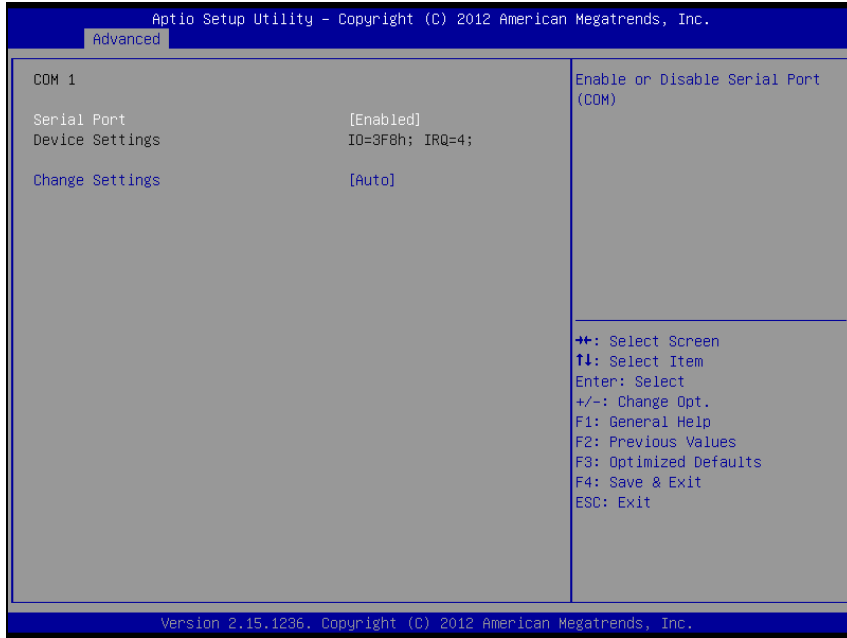 Aptio Setup Utility - Copyright (C) 2012 American Megatrends, Inc.
Advanced
COM 1
Serial Port [Enabled]
Device Settings IO=3F8h; IRQ=4;
Change Settings [Auto]
Enable or Disable Serial Port
(COM)
→←: Select Screen
↑↓: Select Item
Enter: Select
+/-: Change Opt.
F1: General Help
F2: Previous Values
F3: Optimized Defaults
F4: Save & Exit
ESC: Exit
Version 2.15.1236. Copyright (C) 2012 American Megatrends, Inc.